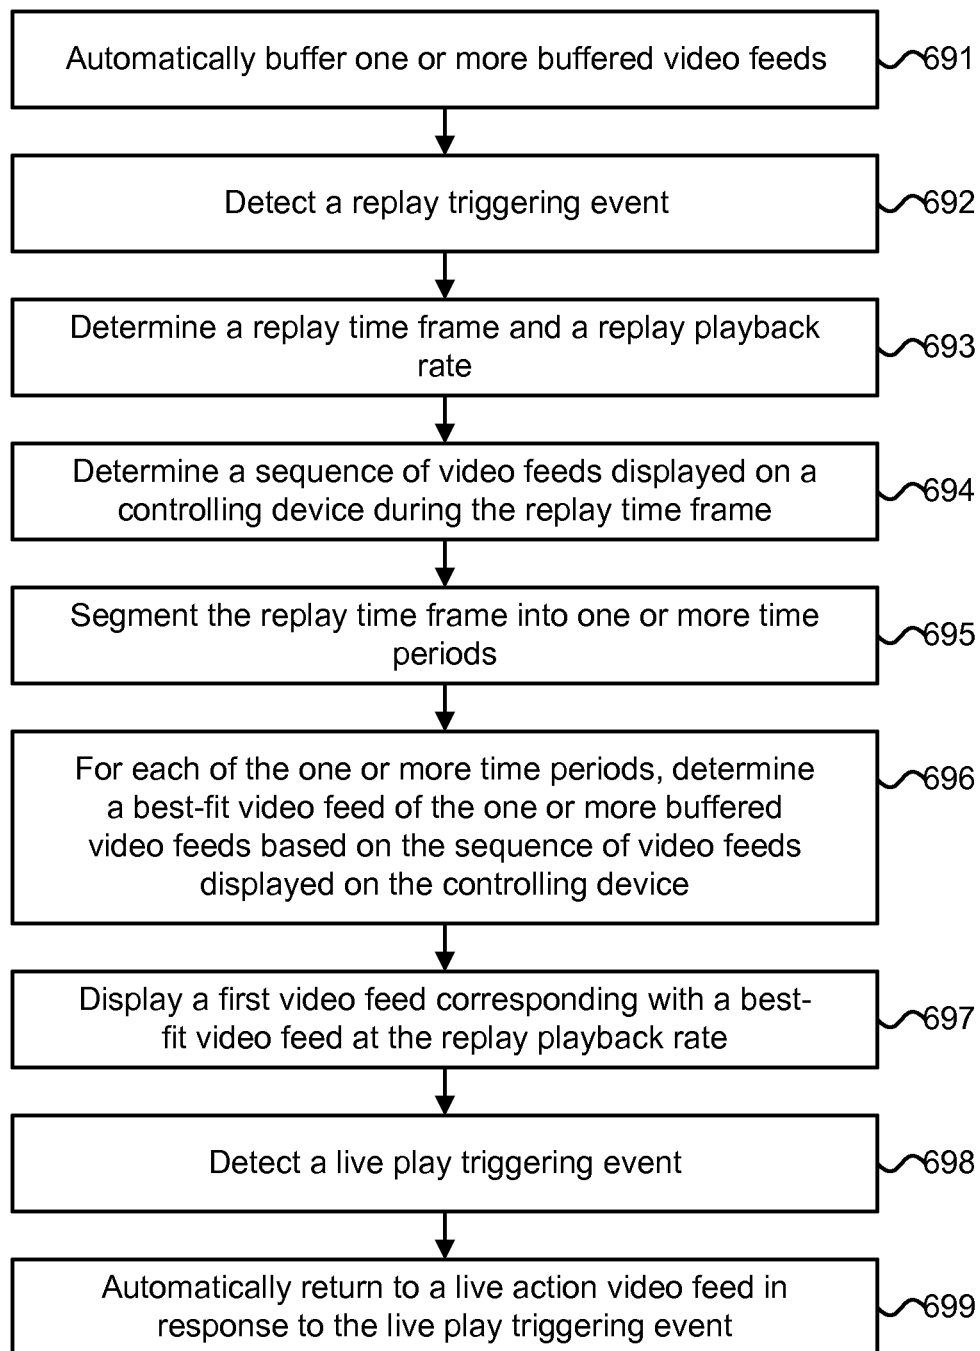 Automatically buffer one or more buffered video feeds
691
Detect a replay triggering event
692
Determine a replay time frame and a replay playback
rate
693
Determine a sequence of video feeds displayed on a
controlling device during the replay time frame
694
Segment the replay time frame into one or more time
periods
695
For each of the one or more time periods, determine
a best-fit video feed of the one or more buffered
video feeds based on the sequence of video feeds
displayed on the controlling device
696
Display a first video feed corresponding with a best-
fit video feed at the replay playback rate
697
Detect a live play triggering event
698
Automatically return to a live action video feed in
response to the live play triggering event
699